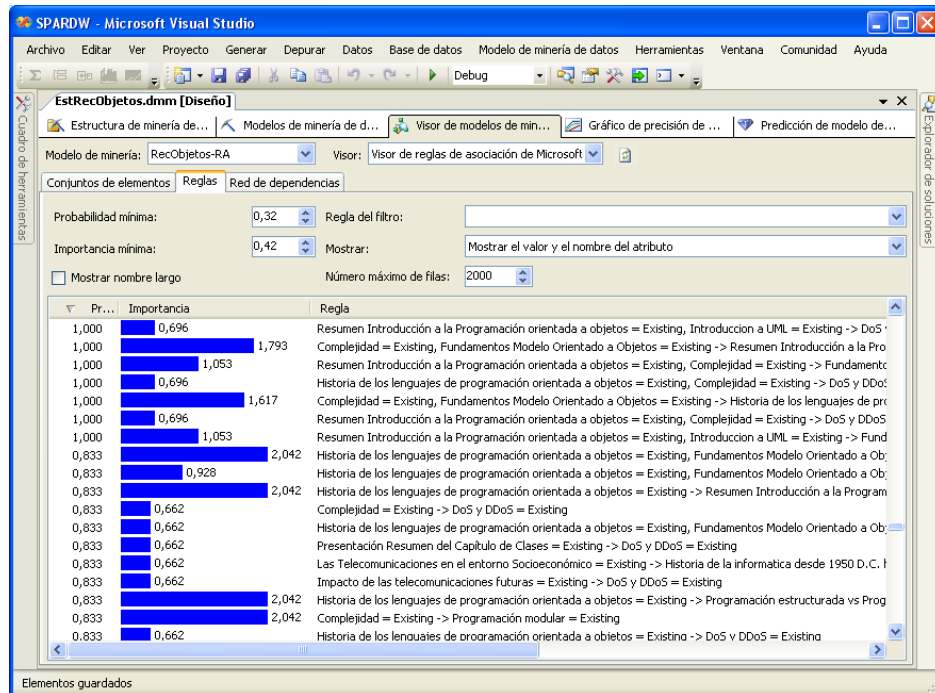 SPARDW - Microsoft Visual Studio
Archivo Editar Ver Proyecto Generar Depurar Datos Base de datos Modelo de minería de datos Herramientas Ventana Comunidad Ayuda
Debug
EstRecObjetos.dmm [Diseño]
Cuadro de herramientas
Explorador de soluciones
Estructura de minería de... Modelos de minería de d... Visor de modelos de min... Gráfico de precisión de ... Predicción de modelo de...
Modelo de minería: RecObjetos-RA Visor: Visor de reglas de asociación de Microsoft
Conjuntos de elementos Reglas Red de dependencias
Probabilidad mínima: 0,32 Regla del filtro:
Importancia mínima: 0,42 Mostrar: Mostrar el valor y el nombre del atributo
Mostrar nombre largo Número máximo de filas: 2000
Pr... Importancia Regla
1,000 0,696 Resumen Introducción a la Programación orientada a objetos = Existing, Introduccion a UML = Existing -> DoS
1,000 1,793 Complejidad = Existing, Fundamentos Modelo Orientado a Objetos = Existing -> Resumen Introducción a la Pro
1,000 1,053 Resumen Introducción a la Programación orientada a objetos = Existing, Complejidad = Existing -> Fundamento
1,000 0,696 Historia de los lenguajes de programación orientada a objetos = Existing, Complejidad = Existing -> DoS y DDoS
1,000 1,617 Complejidad = Existing, Fundamentos Modelo Orientado a Objetos = Existing -> Historia de los lenguajes de pro
1,000 0,696 Resumen Introducción a la Programación orientada a objetos = Existing, Complejidad = Existing -> DoS y DDoS
1,000 1,053 Resumen Introducción a la Programación orientada a objetos = Existing, Introduccion a UML = Existing -> Fund
0,833 2,042 Historia de los lenguajes de programación orientada a objetos = Existing, Fundamentos Modelo Orientado a Ob
0,833 0,928 Historia de los lenguajes de programación orientada a objetos = Existing, Fundamentos Modelo Orientado a Ob
0,833 2,042 Historia de los lenguajes de programación orientada a objetos = Existing -> Resumen Introducción a la Program
0,833 0,662 Complejidad = Existing -> DoS y DDoS = Existing
0,833 0,662 Historia de los lenguajes de programación orientada a objetos = Existing, Fundamentos Modelo Orientado a Ob
0,833 0,662 Presentación Resumen del Capítulo de Clases = Existing -> DoS y DDoS = Existing
0,833 0,662 Las Telecomunicaciones en el entorno Socioeconómico = Existing -> Historia de la informatica desde 1950 D.C.
0,833 0,662 Impacto de las telecomunicaciones futuras = Existing -> DoS y DDoS = Existing
0,833 2,042 Historia de los lenguajes de programación orientada a objetos = Existing -> Programación estructurada vs Prog
0,833 2,042 Complejidad = Existing -> Programación modular = Existing
0,833 0,662 Historia de los lenguajes de programación orientada a objetos = Existing -> DoS y DDoS = Existing
Elementos guardados